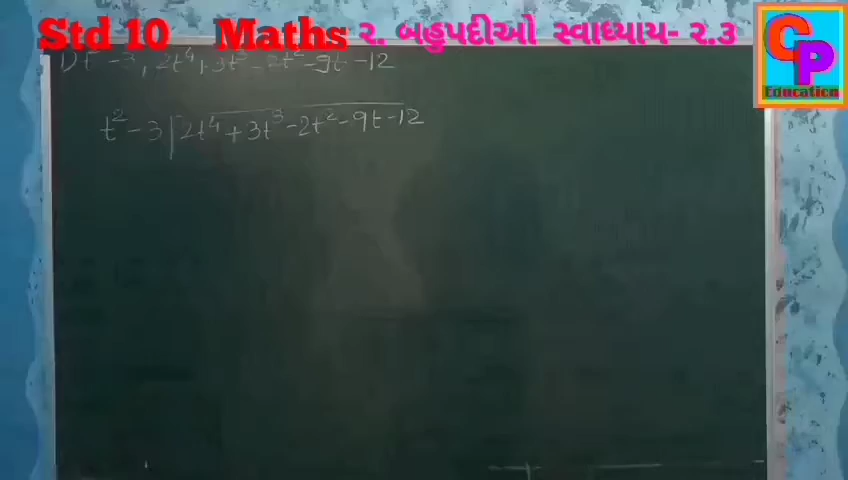 Std 10 Maths ૨. બહુપદીઓ સ્વાધ્યાય- ૨.૩
CP
Education
1) t² - 3, 2t⁴ + 3t³ - 2t² - 9t - 12
t² - 3 2t⁴ + 3t³ - 2t² - 9t - 12